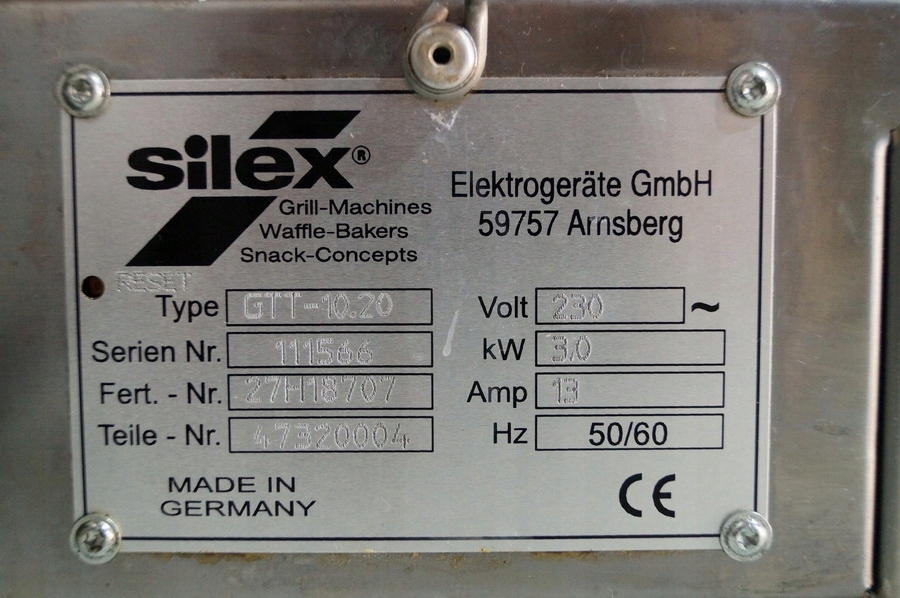 silex®
Grill-Machines
Waffle-Bakers
Snack-Concepts
Elektrogeräte GmbH
59757 Arnsberg
RESET
Type GTT-10.20
Serien Nr. 111566
Fert. - Nr. 27H18707
Teile - Nr. 47320004
Volt 230 ~
kW 3.0
Amp 13
Hz 50/60
MADE IN
GERMANY
CE